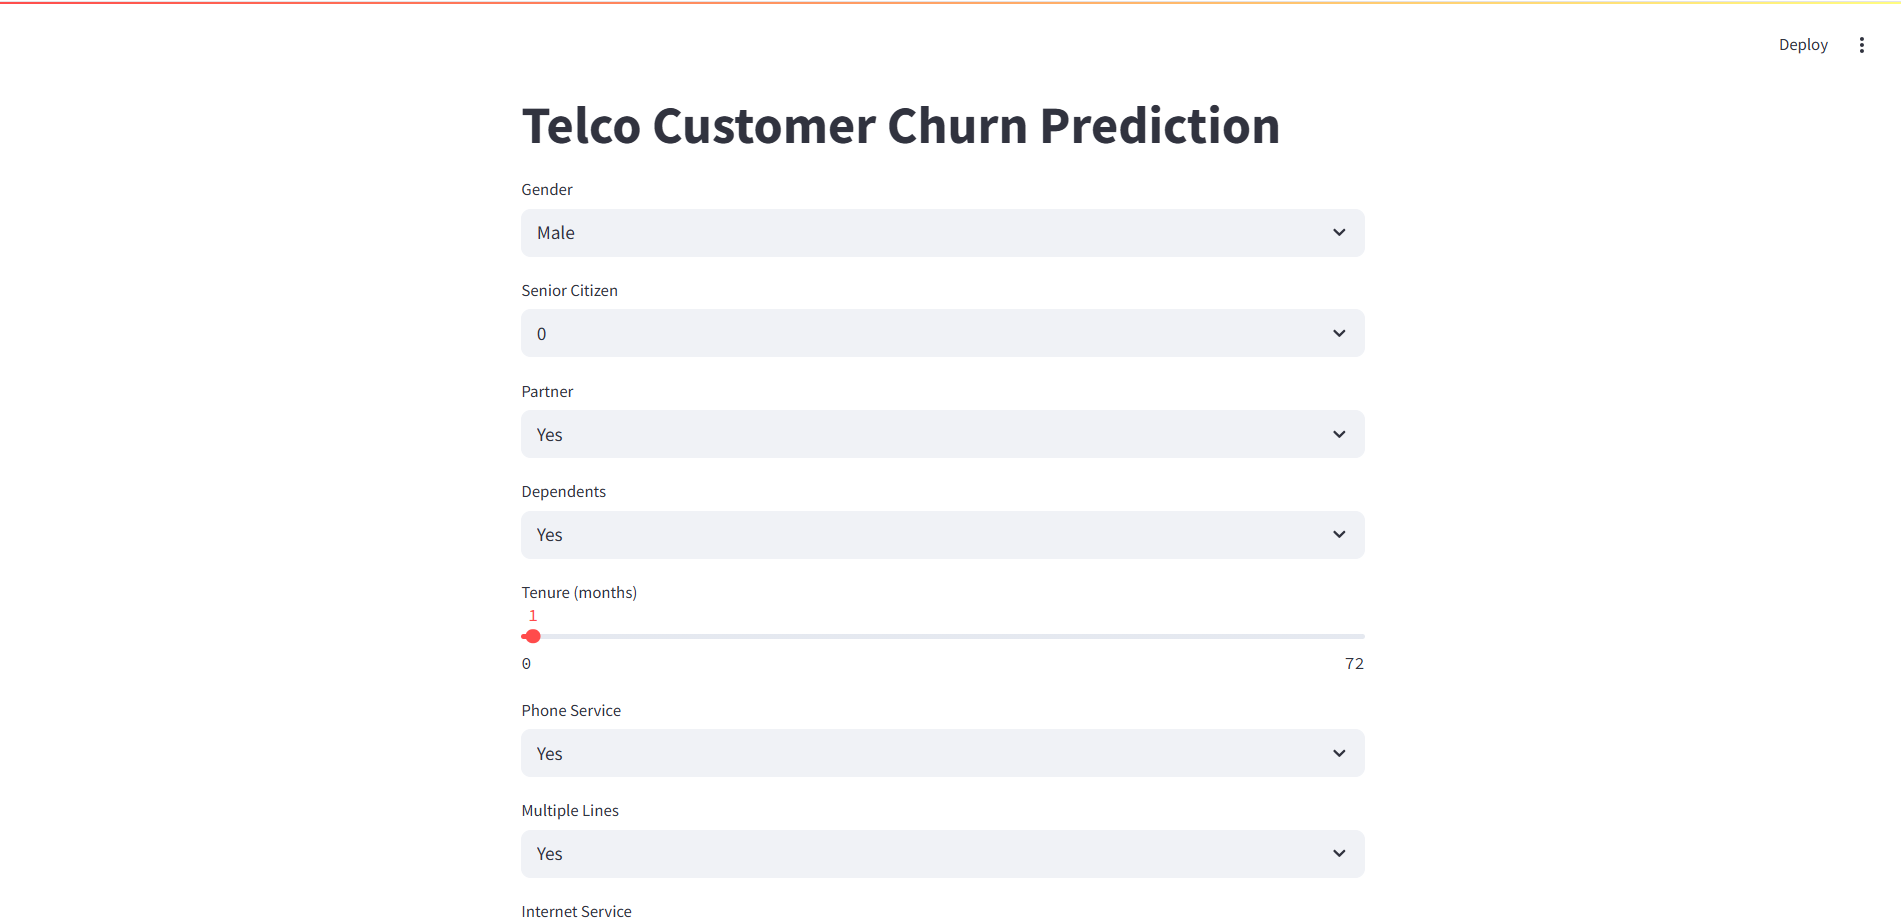 Deploy
Telco Customer Churn Prediction
Gender
Male
Senior Citizen
0
Partner
Yes
Dependents
Yes
Tenure (months)
1
0 72
Phone Service
Yes
Multiple Lines
Yes
Internet Service